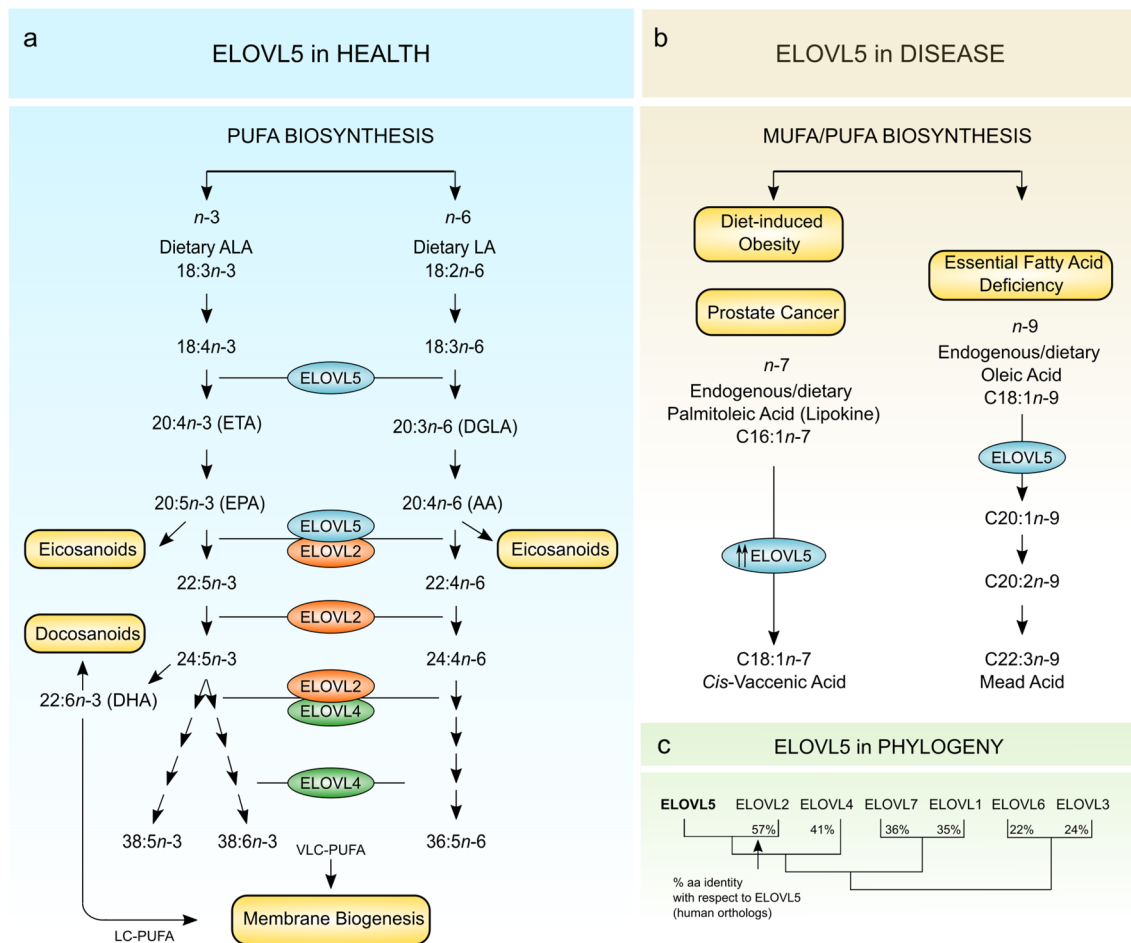 a
ELOVL5 in HEALTH
PUFA BIOSYNTHESIS
n-3
Dietary ALA
18:3n-3
n-6
Dietary LA
18:2n-6
18:4n-3
18:3n-6
ELOVL5
20:4n-3 (ETA)
20:3n-6 (DGLA)
20:5n-3 (EPA)
20:4n-6 (AA)
Eicosanoids
ELOVL5
ELOVL2
Eicosanoids
22:5n-3
22:4n-6
Docosanoids
ELOVL2
24:5n-3
24:4n-6
22:6n-3 (DHA)
ELOVL2
ELOVL4
ELOVL4
38:5n-3
38:6n-3
36:5n-6
VLC-PUFA
Membrane Biogenesis
LC-PUFA
b
ELOVL5 in DISEASE
MUFA/PUFA BIOSYNTHESIS
Diet-induced
Obesity
Prostate Cancer
n-7
Endogenous/dietary
Palmitoleic Acid (Lipokine)
C16:1n-7
ELOVL5
C18:1n-7
Cis-Vaccenic Acid
Essential Fatty Acid
Deficiency
n-9
Endogenous/dietary
Oleic Acid
C18:1n-9
ELOVL5
C20:1n-9
C20:2n-9
C22:3n-9
Mead Acid
c
ELOVL5 in PHYLOGENY
ELOVL5 ELOVL2 ELOVL4 ELOVL7 ELOVL1 ELOVL6 ELOVL3
57% 41% 36% 35% 22% 24%
% aa identity
with respect to ELOVL5
(human orthologs)